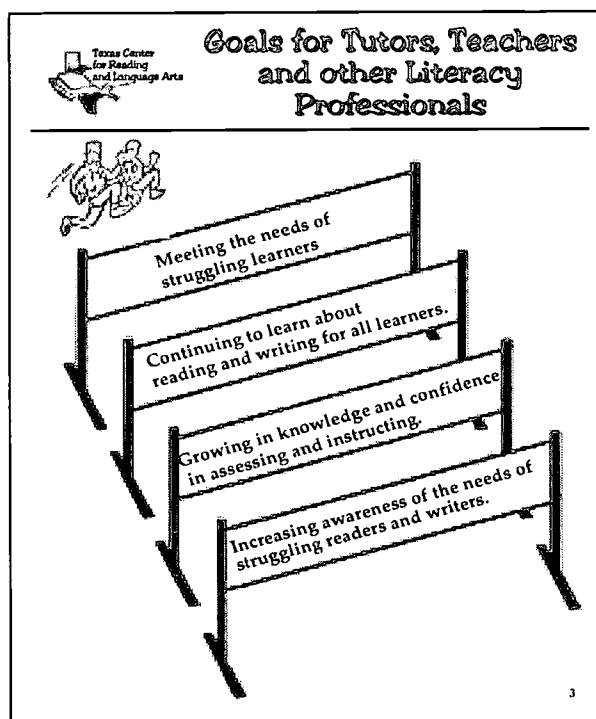 Texas Center
for Reading
and Language Arts
Goals for Tutors, Teachers
and other Literacy
Professionals
Meeting the needs of
struggling learners
Continuing to learn about
reading and writing for all learners.
Growing in knowledge and confidence
in assessing and instructing.
Increasing awareness of the needs of
struggling readers and writers.
3